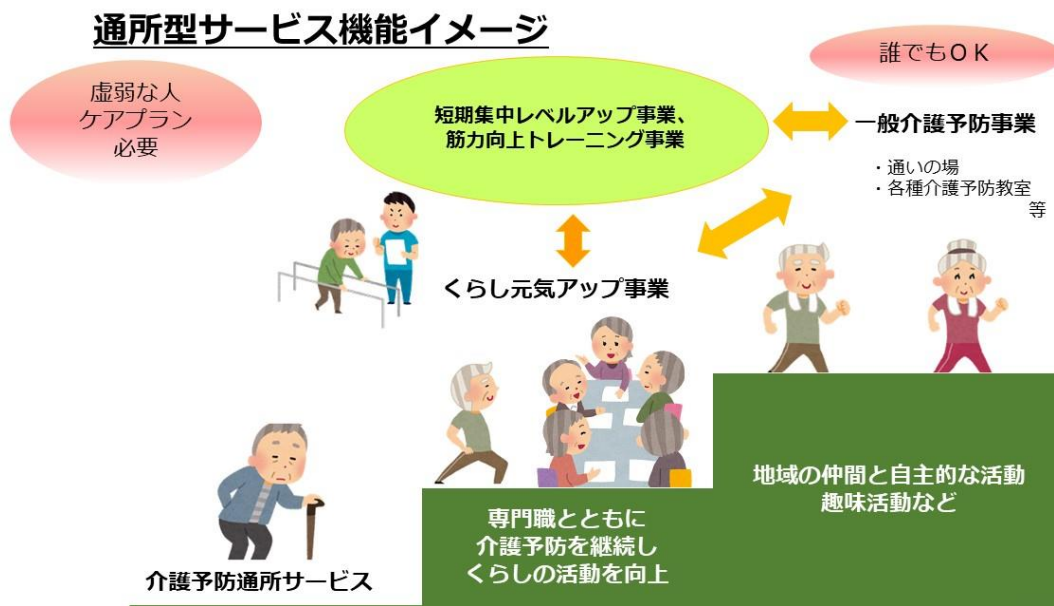 通所型サービス機能イメージ
虚弱な人
ケアプラン
必要
短期集中レベルアップ事業、
筋力向上トレーニング事業
誰でもＯＫ
一般介護予防事業
・通いの場
・各種介護予防教室
等
くらし元気アップ事業
地域の仲間と自主的な活動
趣味活動など
専門職とともに
介護予防を継続し
くらしの活動を向上
介護予防通所サービス